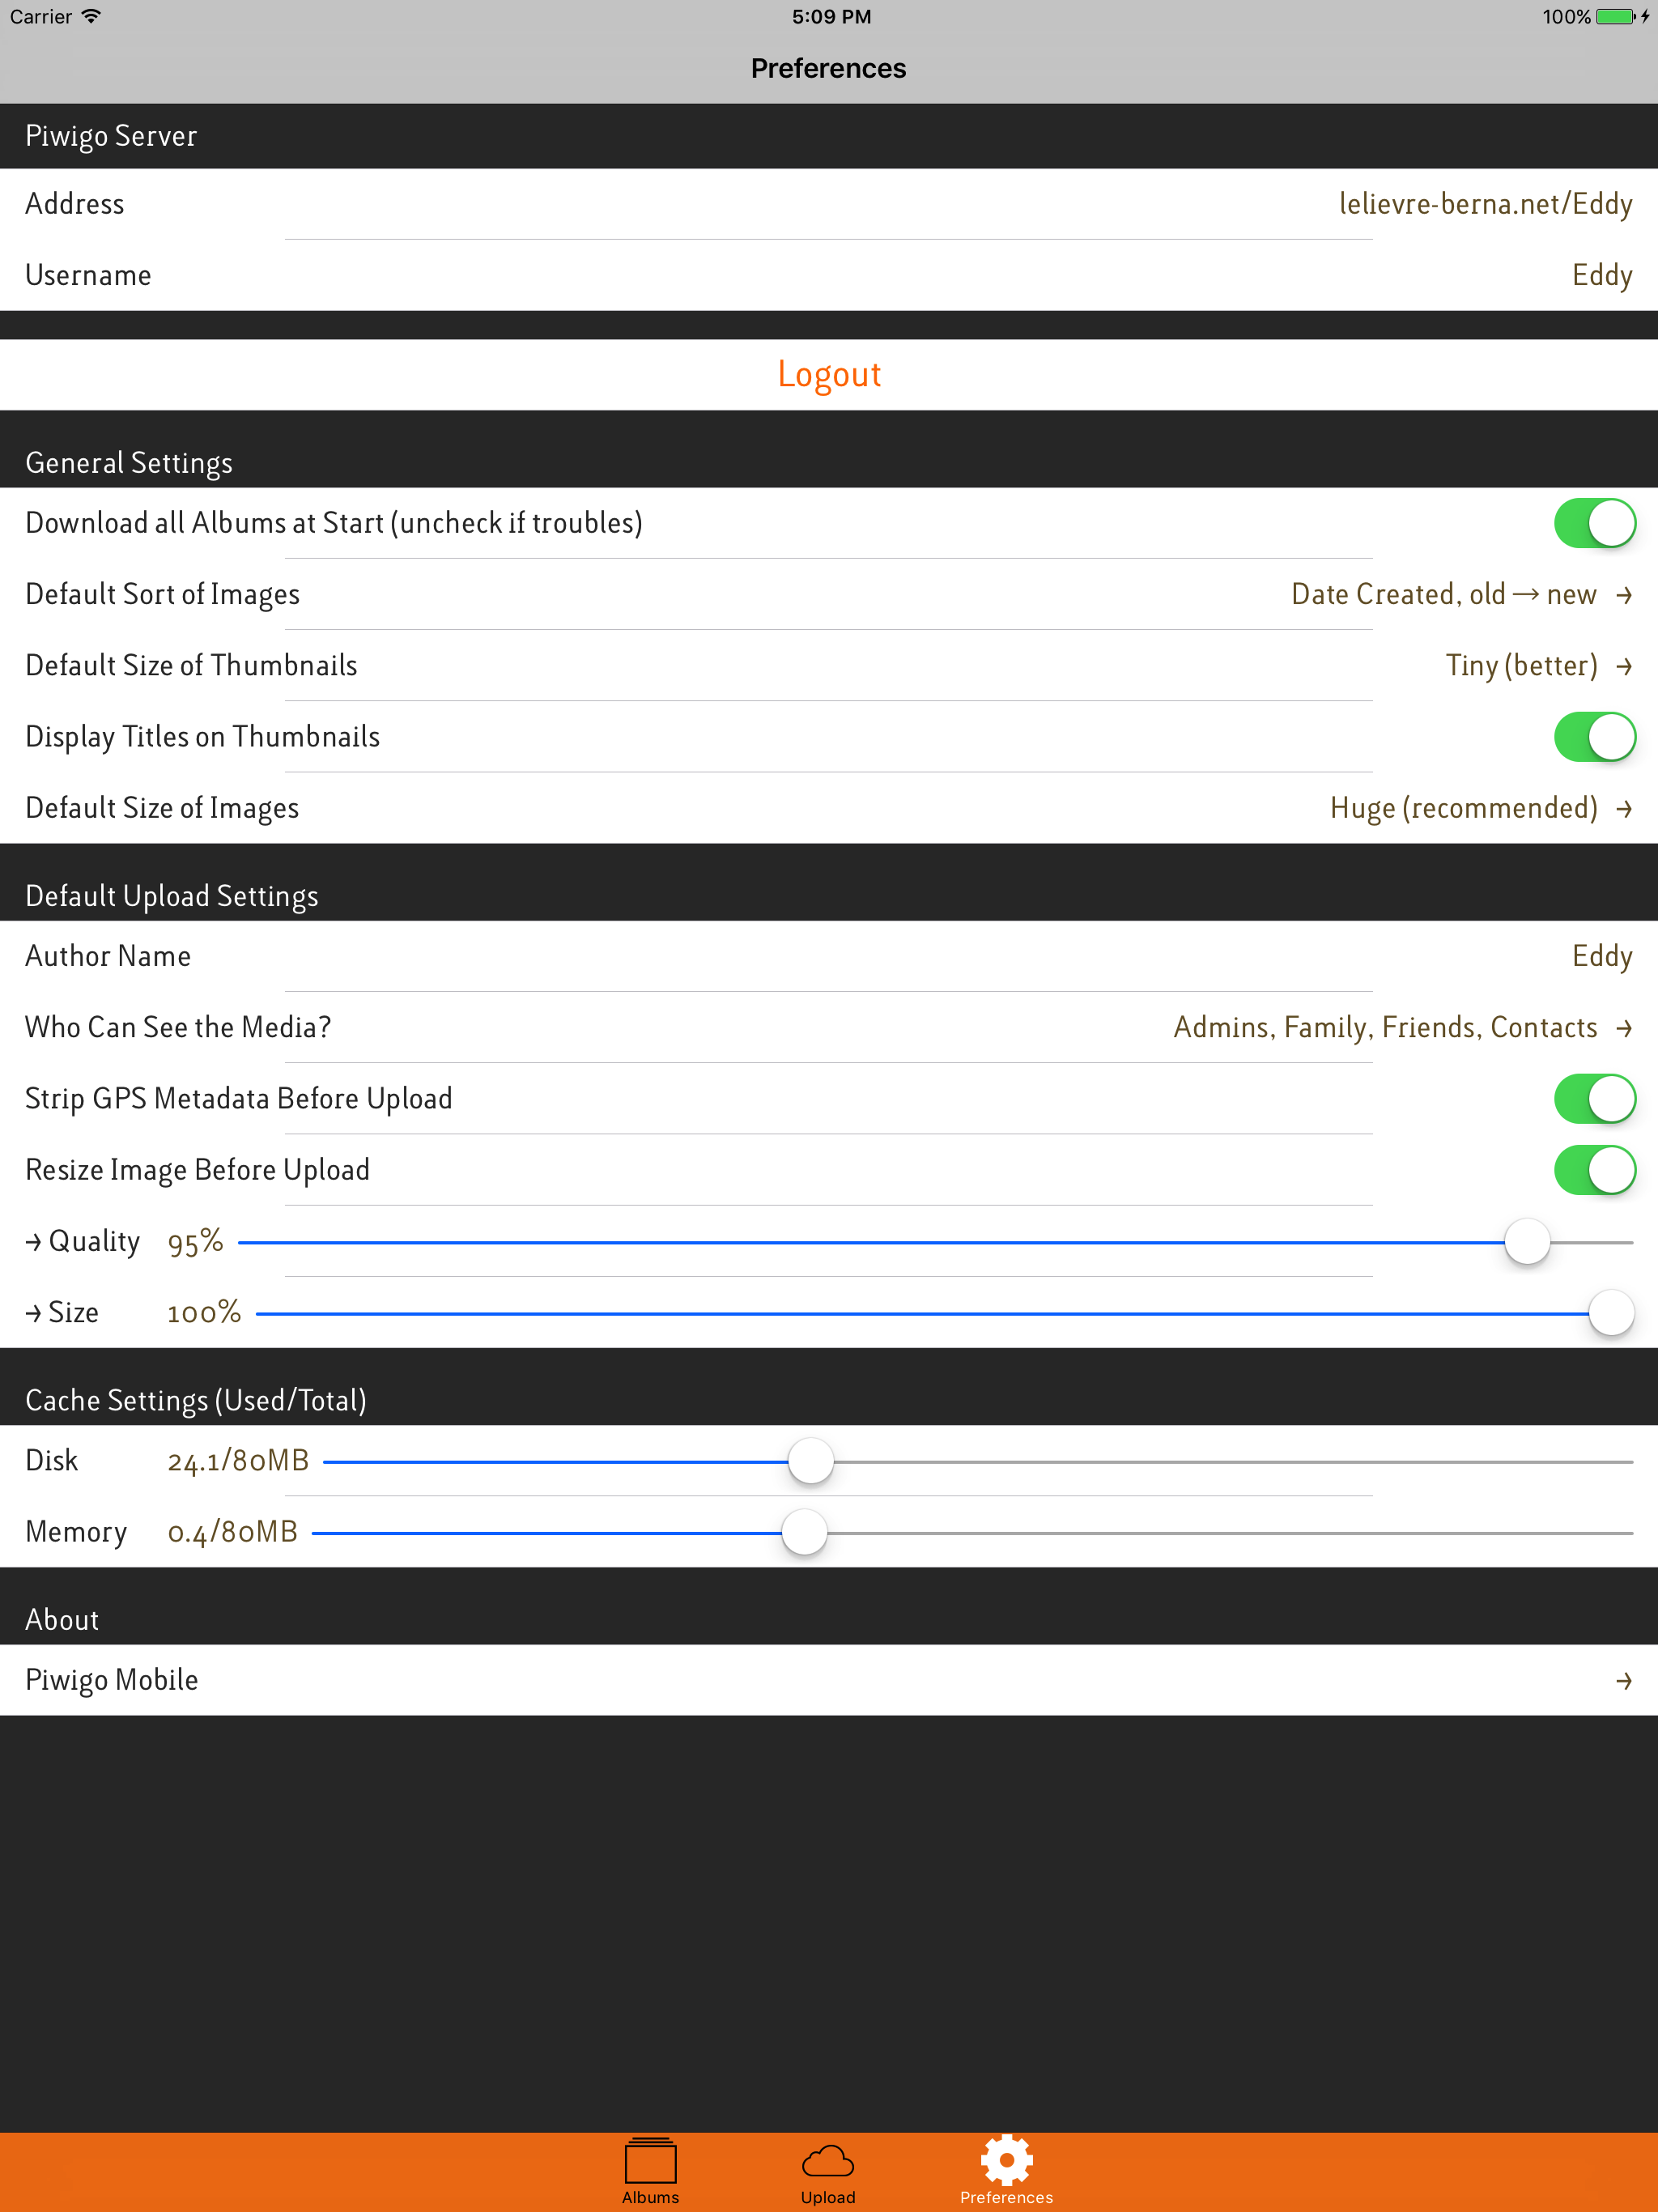 Carrier 5:09 PM 100%
Preferences
Piwigo Server
Address lelievre-berna.net/Eddy
Username Eddy
Logout
General Settings
Download all Albums at Start (uncheck if troubles)
Default Sort of Images Date Created, old → new →
Default Size of Thumbnails Tiny (better) →
Display Titles on Thumbnails
Default Size of Images Huge (recommended) →
Default Upload Settings
Author Name Eddy
Who Can See the Media? Admins, Family, Friends, Contacts →
Strip GPS Metadata Before Upload
Resize Image Before Upload
→ Quality 95%
→ Size 100%
Cache Settings (Used/Total)
Disk 24.1/80MB
Memory 0.4/80MB
About
Piwigo Mobile →
Albums Upload Preferences